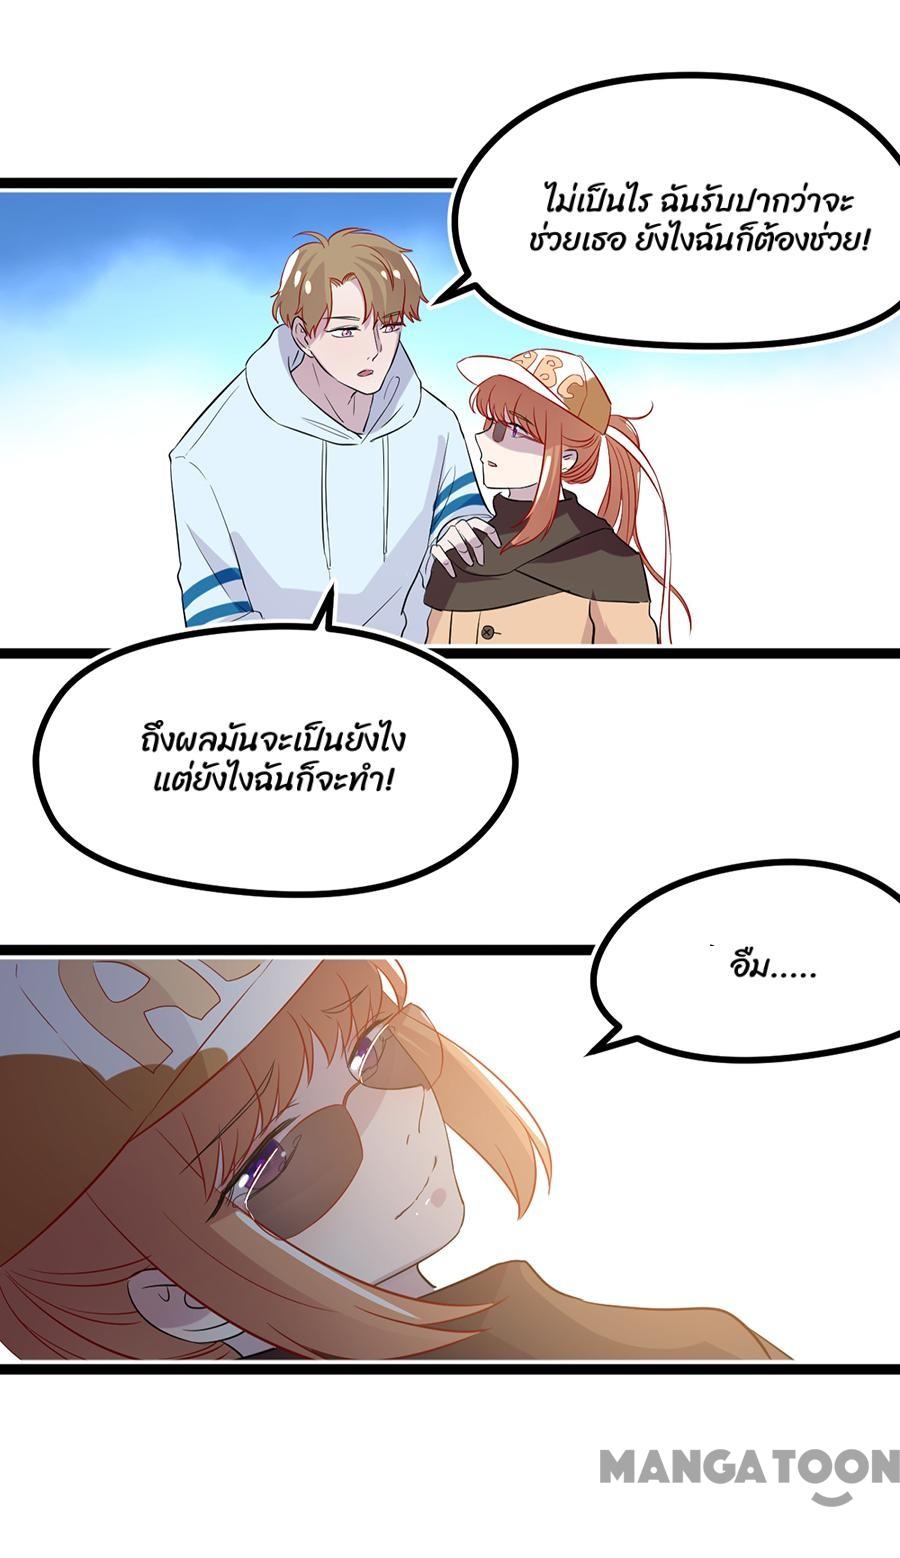 ไม่เป็นไร ฉันรับปากว่าจะ
ช่วยเธอ ยังไงฉันก็ต้องช่วย!
BBC
ถึงผลมันจะเป็นยังไง
แต่ยังไงฉันก็จะทำ!
อืม.....
MANGATOON